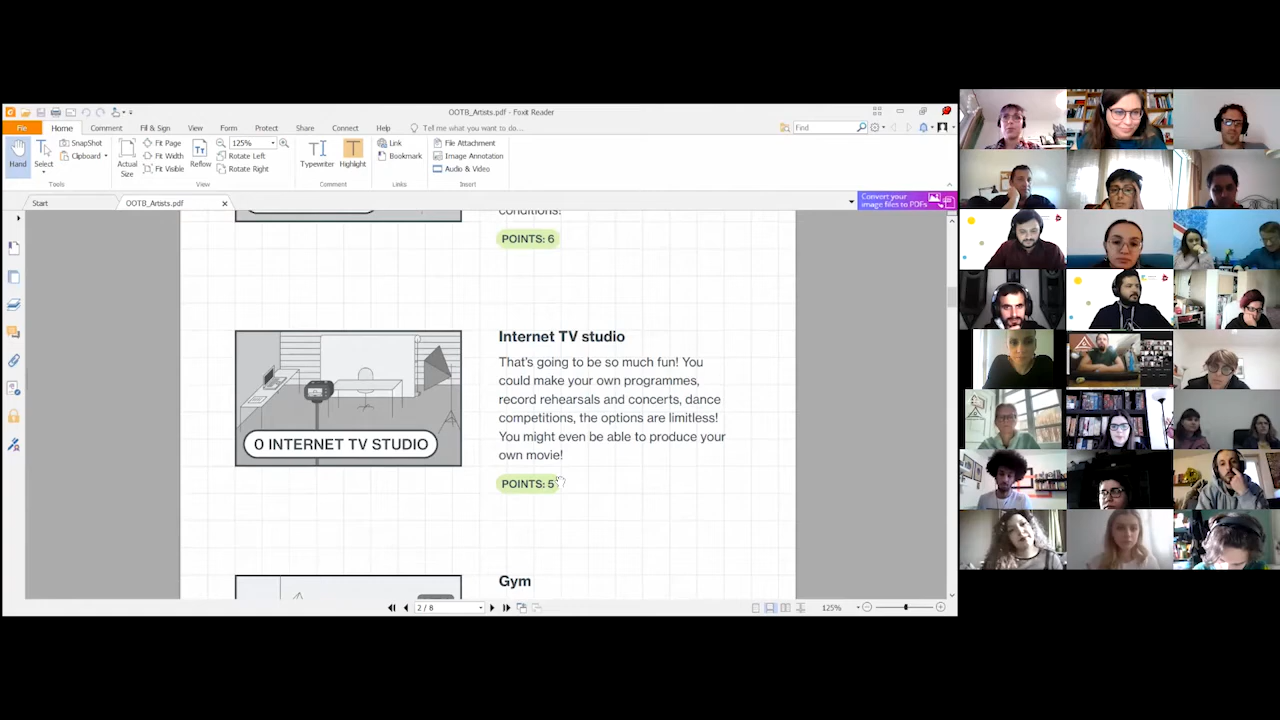 OOTB_Artists.pdf - Foxit Reader
File
Home
Comment
Fill & Sign
View
Form
Protect
Share
Connect
Help
Tell me what you want to do...
Find
Hand
Select
SnapShot
Clipboard
Actual Size
Fit Page
Fit Width
Fit Visible
Reflow
125%
Rotate Left
Rotate Right
Typewriter
Highlight
Link
Bookmark
File Attachment
Image Annotation
Audio & Video
Tools
View
Comment
Links
Insert
Start
OOTB_Artists.pdf
Convert your
image files to PDFs
conditions!
POINTS: 6
Internet TV studio
That's going to be so much fun! You
could make your own programmes,
record rehearsals and concerts, dance
competitions, the options are limitless!
You might even be able to produce your
own movie!
POINTS: 5
O INTERNET TV STUDIO
Gym
2 / 8
125%